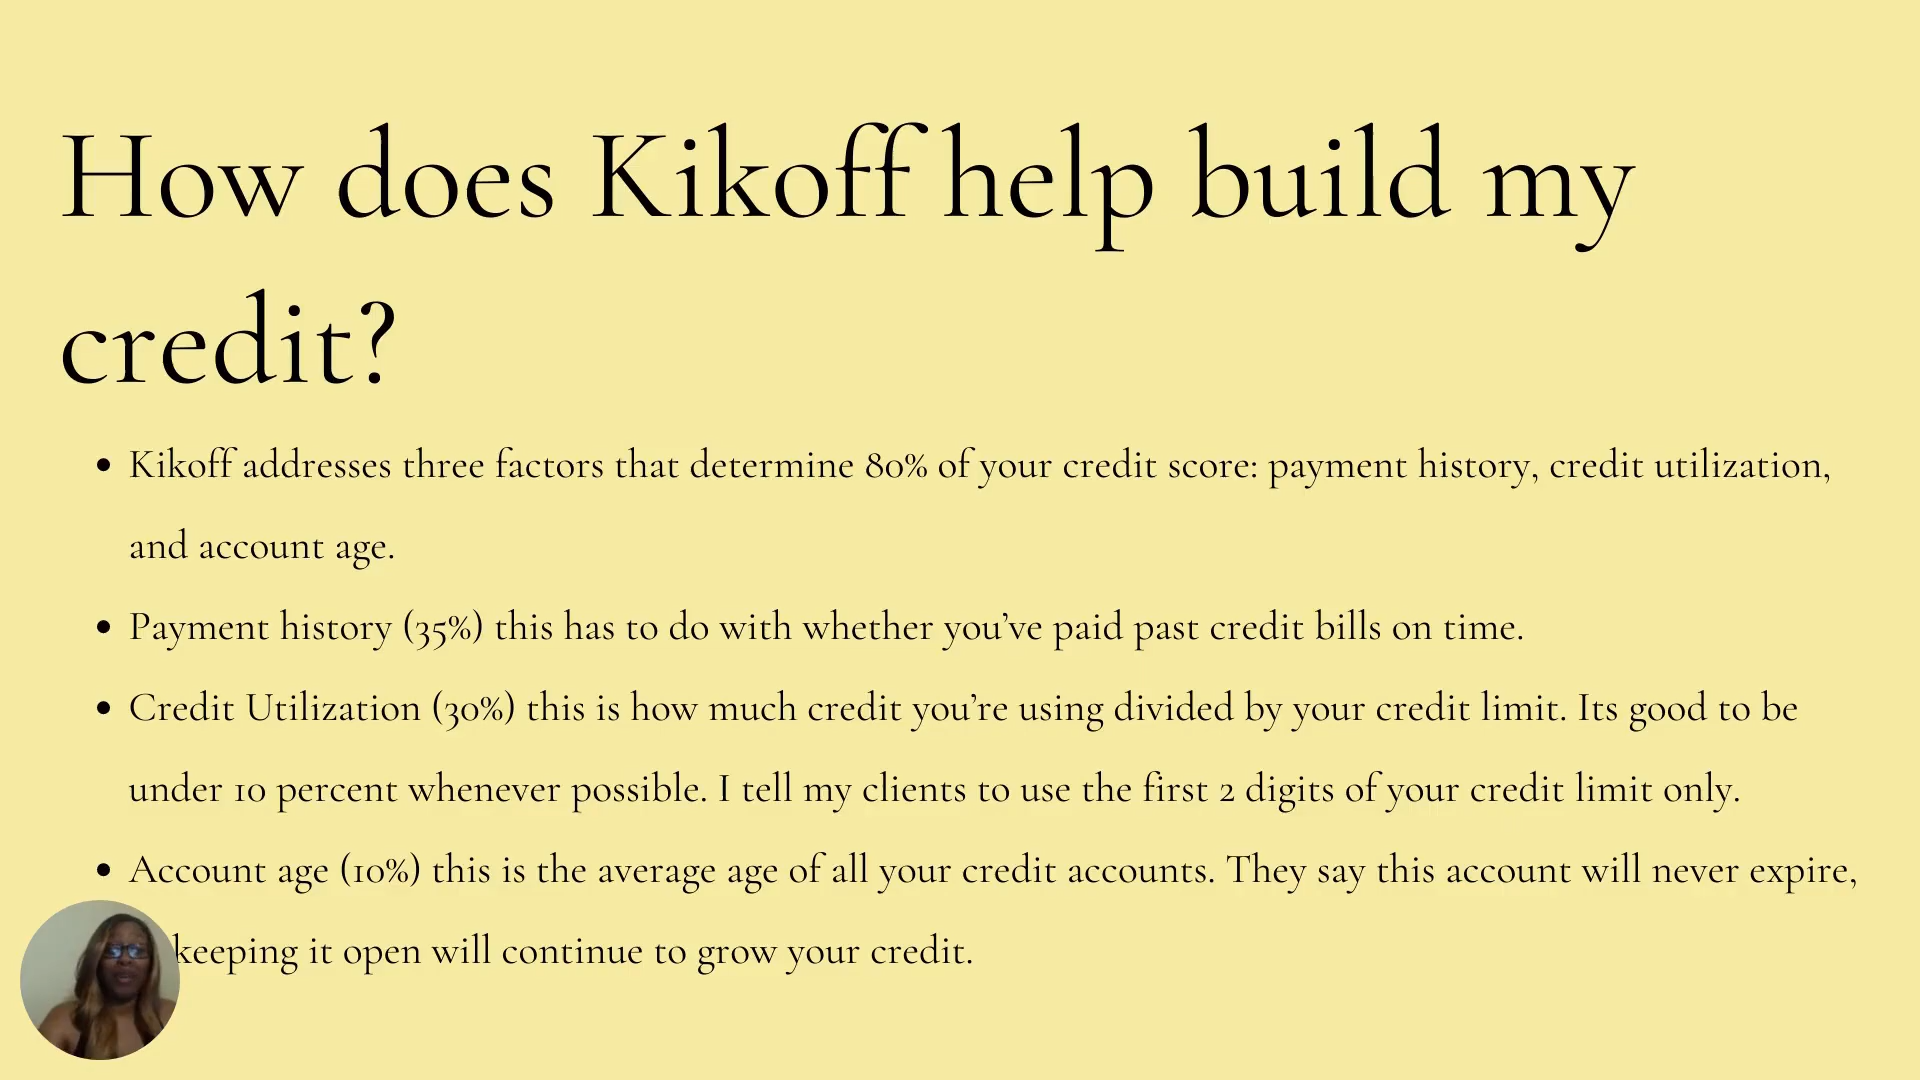 How does Kikoff help build my
credit?
• Kikoff addresses three factors that determine 80% of your credit score: payment history, credit utilization,
and account age.
• Payment history (35%) this has to do with whether you’ve paid past credit bills on time.
• Credit Utilization (30%) this is how much credit you’re using divided by your credit limit. Its good to be
under 10 percent whenever possible. I tell my clients to use the first 2 digits of your credit limit only.
• Account age (10%) this is the average age of all your credit accounts. They say this account will never expire,
keeping it open will continue to grow your credit.